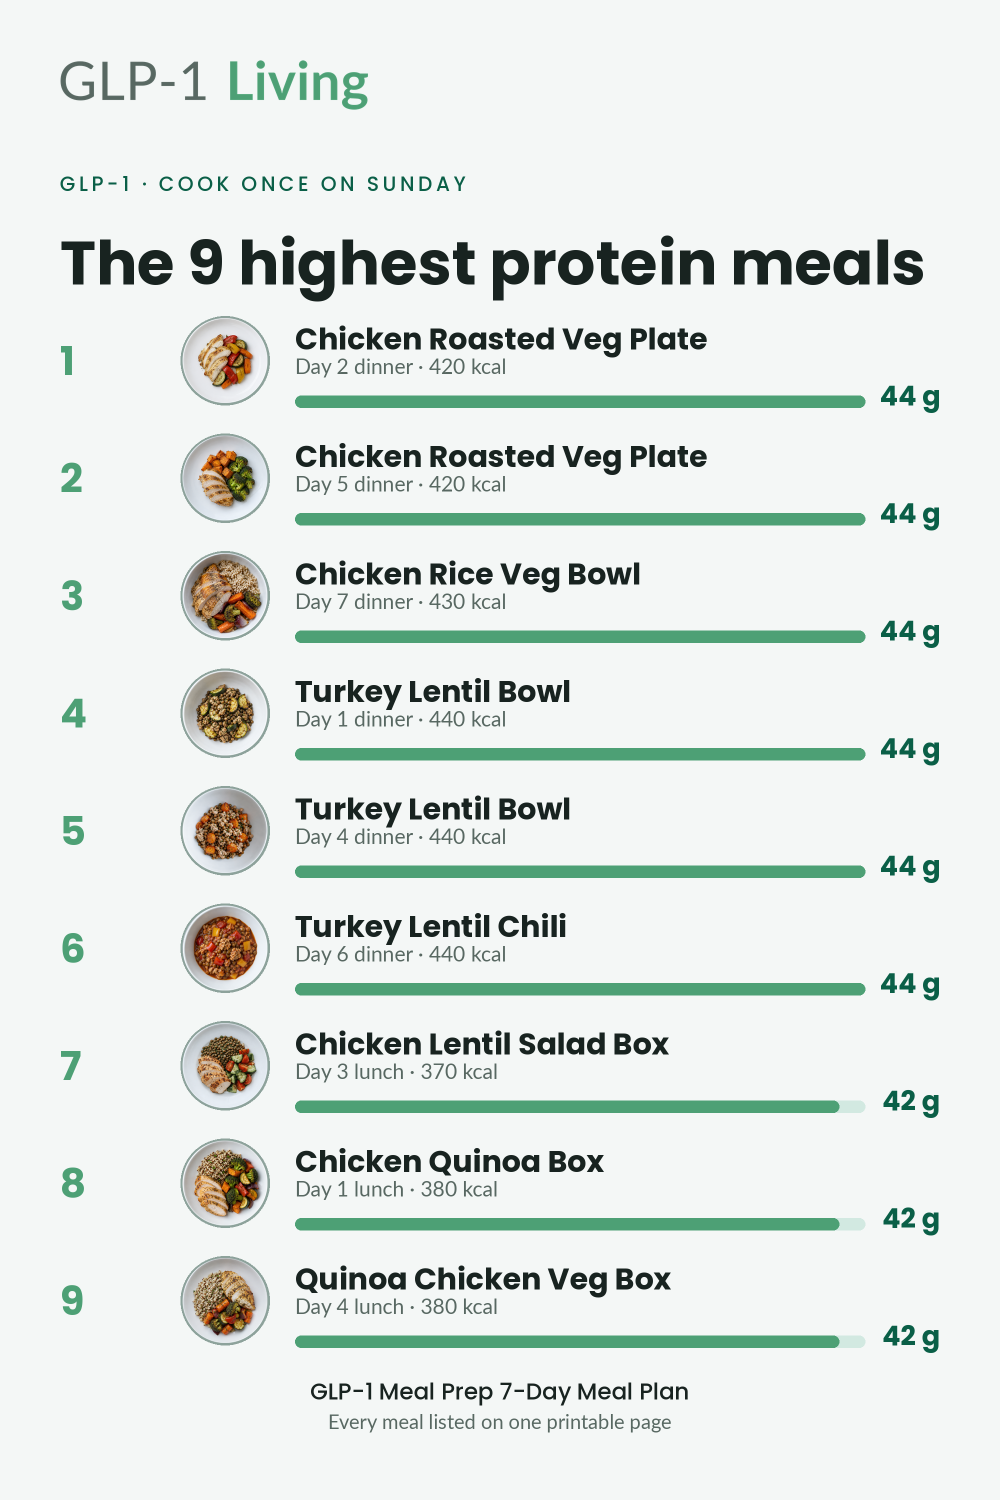 GLP-1 Living
GLP-1 · COOK ONCE ON SUNDAY
The 9 highest protein meals
1
Chicken Roasted Veg Plate
Day 2 dinner · 420 kcal
44 g
2
Chicken Roasted Veg Plate
Day 5 dinner · 420 kcal
44 g
3
Chicken Rice Veg Bowl
Day 7 dinner · 430 kcal
44 g
4
Turkey Lentil Bowl
Day 1 dinner · 440 kcal
44 g
5
Turkey Lentil Bowl
Day 4 dinner · 440 kcal
44 g
6
Turkey Lentil Chili
Day 6 dinner · 440 kcal
44 g
7
Chicken Lentil Salad Box
Day 3 lunch · 370 kcal
42 g
8
Chicken Quinoa Box
Day 1 lunch · 380 kcal
42 g
9
Quinoa Chicken Veg Box
Day 4 lunch · 380 kcal
42 g
GLP-1 Meal Prep 7-Day Meal Plan
Every meal listed on one printable page